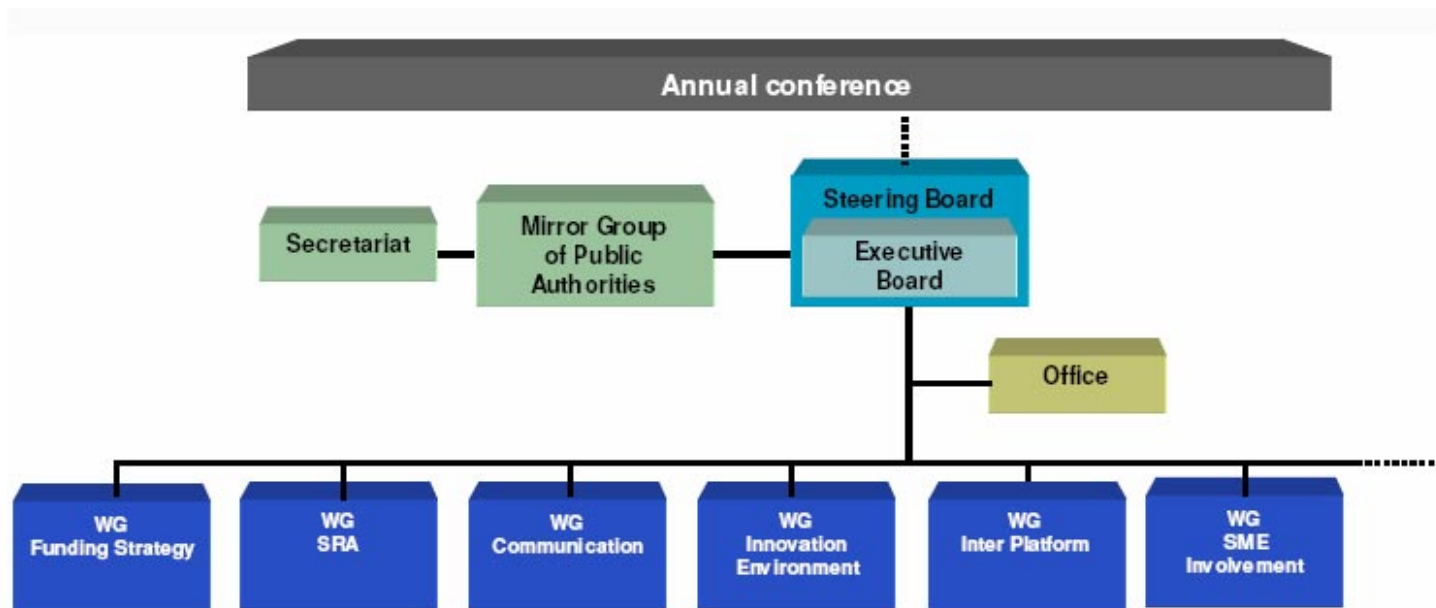 Annual conference
Steering Board
Executive
Board
Mirror Group
of Public
Authorities
Secretariat
Office
WG
Funding Strategy
WG
SRA
WG
Communication
WG
Innovation
Environment
WG
Inter Platform
WG
SME
Involvement